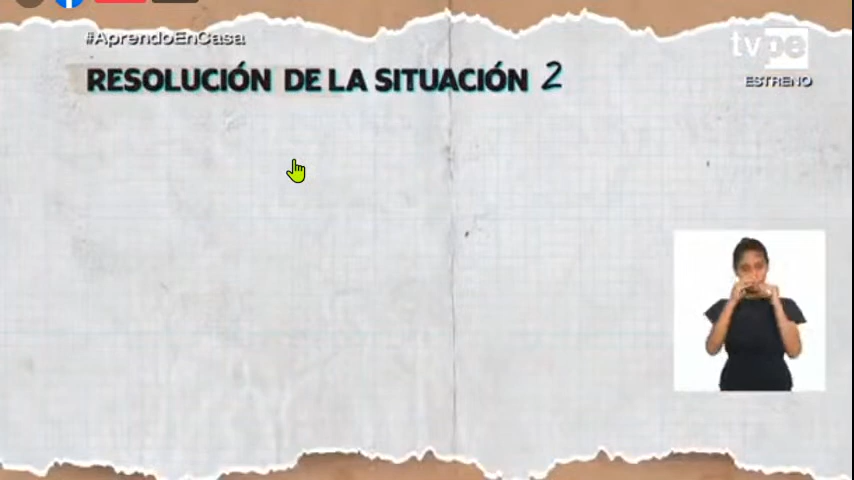 #AprendoEnCasa
tvpe
ESTRENO
RESOLUCIÓN DE LA SITUACIÓN 2